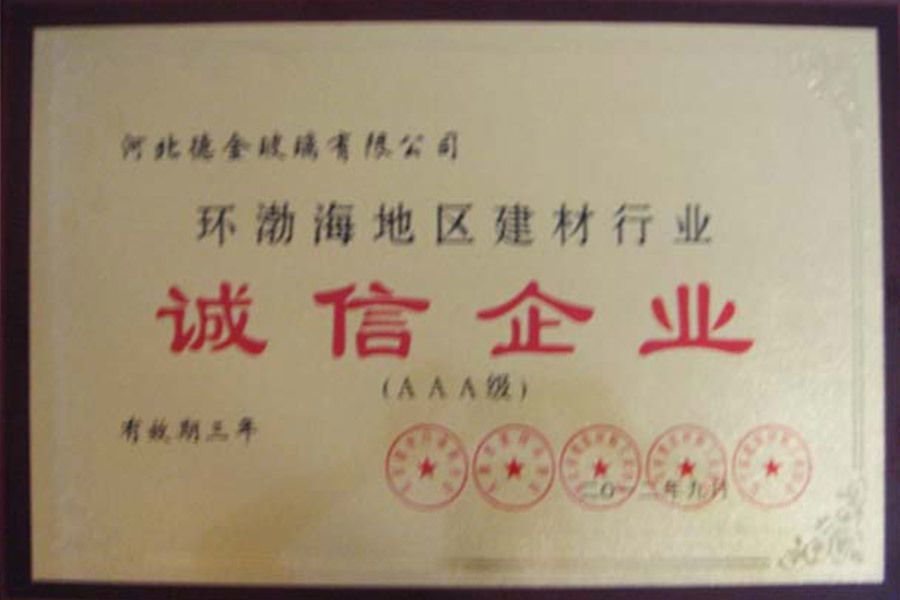 河北德金玻璃有限公司
环渤海地区建材行业
诚信企业
(AAA级)
有效期三年
二〇一二年九月